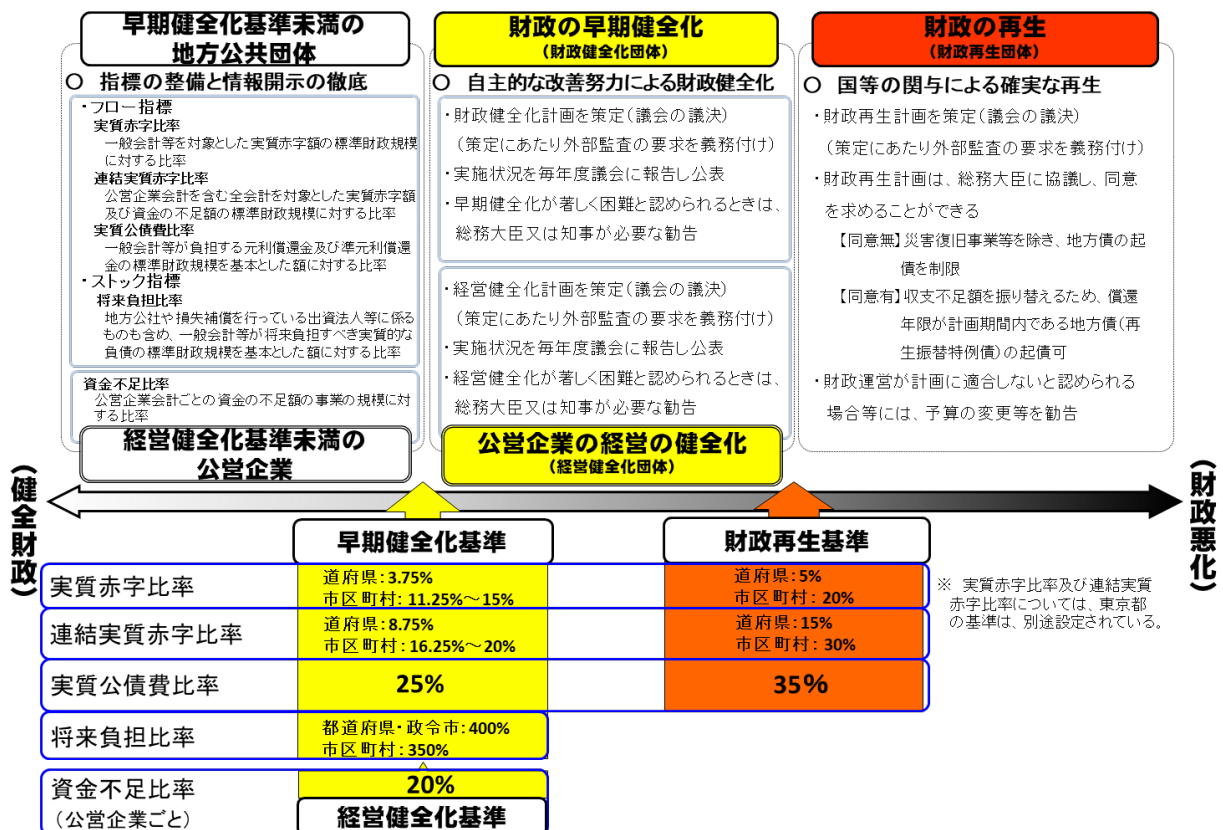 早期健全化基準未満の
地方公共団体
○ 指標の整備と情報開示の徹底
・フロー指標
実質赤字比率
一般会計等を対象とした実質赤字額の標準財政規模
に対する比率
連結実質赤字比率
公営企業会計を含む全会計を対象とした実質赤字額
及び資金の不足額の標準財政規模に対する比率
実質公債費比率
一般会計等が負担する元利償還金及び準元利償還
金の標準財政規模を基本とした額に対する比率
・ストック指標
将来負担比率
地方公社や損失補償を行っている出資法人等に係る
ものも含め、一般会計等が将来負担すべき実質的な
負債の標準財政規模を基本とした額に対する比率
資金不足比率
公営企業会計ごとの資金の不足額の事業の規模に対
する比率
経営健全化基準未満の
公営企業
財政の早期健全化
(財政健全化団体)
○ 自主的な改善努力による財政健全化
・財政健全化計画を策定(議会の議決)
(策定にあたり外部監査の要求を義務付け)
・実施状況を毎年度議会に報告し公表
・早期健全化が著しく困難と認められるときは、
総務大臣又は知事が必要な勧告
・経営健全化計画を策定(議会の議決)
(策定にあたり外部監査の要求を義務付け)
・実施状況を毎年度議会に報告し公表
・経営健全化が著しく困難と認められるときは、
総務大臣又は知事が必要な勧告
公営企業の経営の健全化
(経営健全化団体)
財政の再生
(財政再生団体)
○ 国等の関与による確実な再生
・財政再生計画を策定(議会の議決)
(策定にあたり外部監査の要求を義務付け)
・財政再生計画は、総務大臣に協議し、同意
を求めることができる
【同意無】災害復旧事業等を除き、地方債の起
債を制限
【同意有】収支不足額を振り替えるため、償還
年限が計画期間内である地方債(再
生振替特例債)の起債可
・財政運営が計画に適合しないと認められる
場合等には、予算の変更等を勧告
(健全財政)
(財政悪化)
早期健全化基準
財政再生基準
実質赤字比率
道府県:3.75%
市区町村:11.25%~15%
道府県:5%
市区町村:20%
連結実質赤字比率
道府県:8.75%
市区町村:16.25%~20%
道府県:15%
市区町村:30%
実質公債費比率
25%
35%
将来負担比率
都道府県・政令市:400%
市区町村:350%
資金不足比率
(公営企業ごと)
20%
経営健全化基準
※ 実質赤字比率及び連結実質
赤字比率については、東京都
の基準は、別途設定されている。